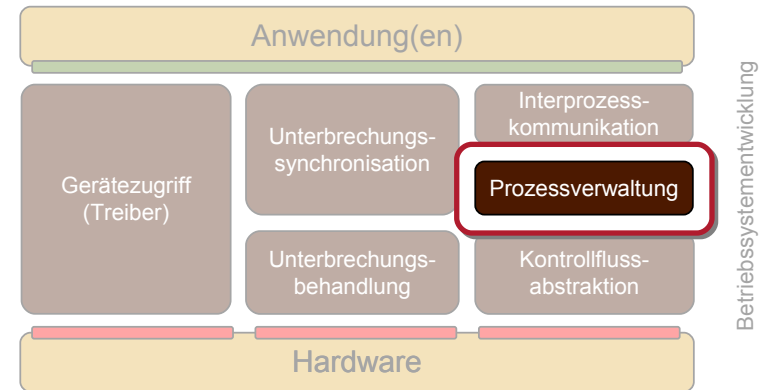 Anwendung(en)
Gerätezugriff
(Treiber)
Unterbrechungs-
synchronisation
Unterbrechungs-
behandlung
Interprozess-
kommunikation
Prozessverwaltung
Kontrollfluss-
abstraktion
Hardware
Betriebssystementwicklung